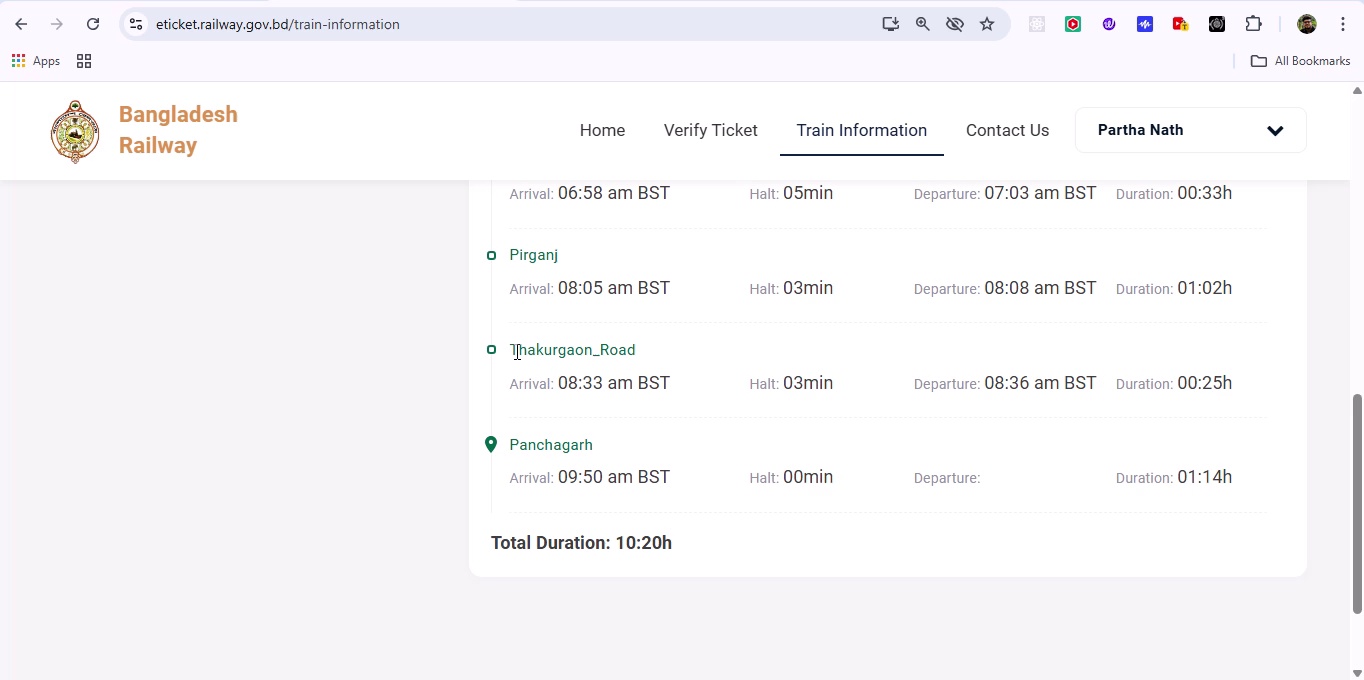 eticket.railway.gov.bd/train-information
Apps
All Bookmarks
Bangladesh
Railway
Home
Verify Ticket
Train Information
Contact Us
Partha Nath
Arrival: 06:58 am BST Halt: 05min Departure: 07:03 am BST Duration: 00:33h
Pirganj
Arrival: 08:05 am BST Halt: 03min Departure: 08:08 am BST Duration: 01:02h
Thakurgaon_Road
Arrival: 08:33 am BST Halt: 03min Departure: 08:36 am BST Duration: 00:25h
Panchagarh
Arrival: 09:50 am BST Halt: 00min Departure: Duration: 01:14h
Total Duration: 10:20h